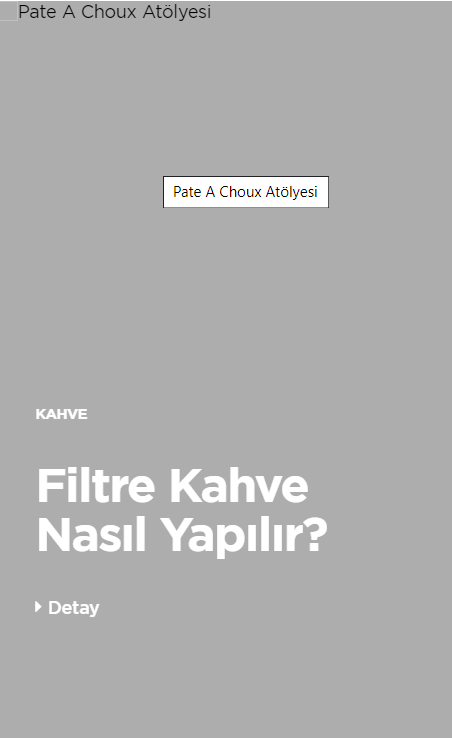 Pate A Choux Atölyesi
Pate A Choux Atölyesi
KAHVE
Filtre Kahve
Nasıl Yapılır?
Detay